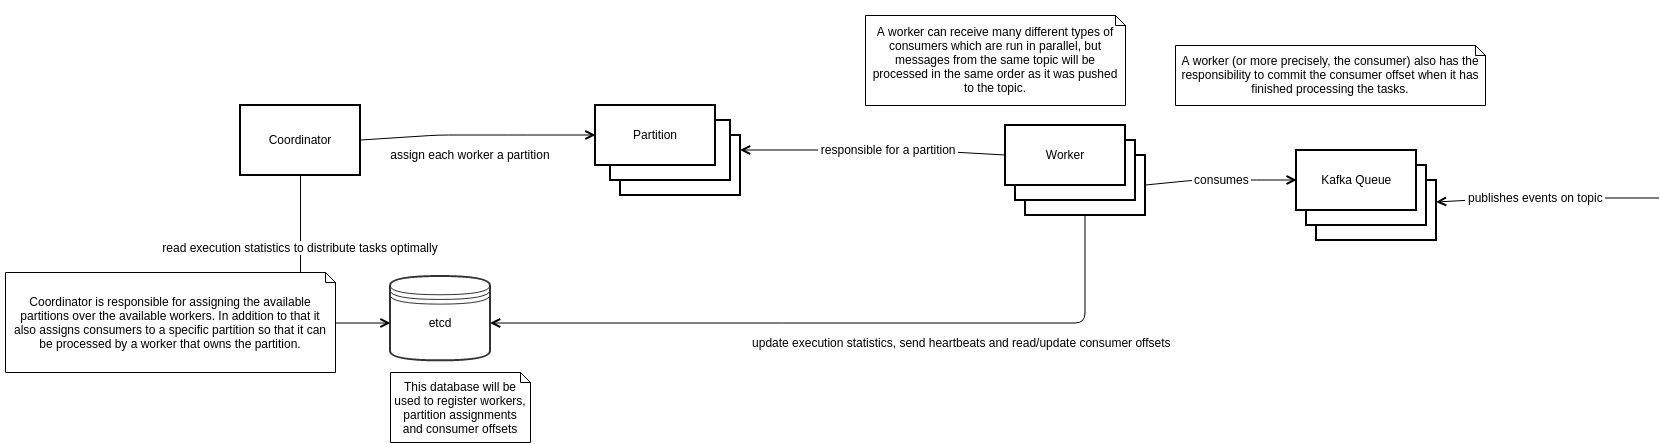 A worker can receive many different types of
consumers which are run in parallel, but
messages from the same topic will be
processed in the same order as it was pushed
to the topic.
A worker (or more precisely, the consumer) also has the
responsibility to commit the consumer offset when it has
finished processing the tasks.
Coordinator
assign each worker a partition
Partition
responsible for a partition
Worker
consumes
Kafka Queue
publishes events on topic
read execution statistics to distribute tasks optimally
Coordinator is responsible for assigning the available
partitions over the available workers. In addition to that it
also assigns consumers to a specific partition so that it can
be processed by a worker that owns the partition.
etcd
update execution statistics, send heartbeats and read/update consumer offsets
This database will be
used to register workers,
partition assignments
and consumer offsets